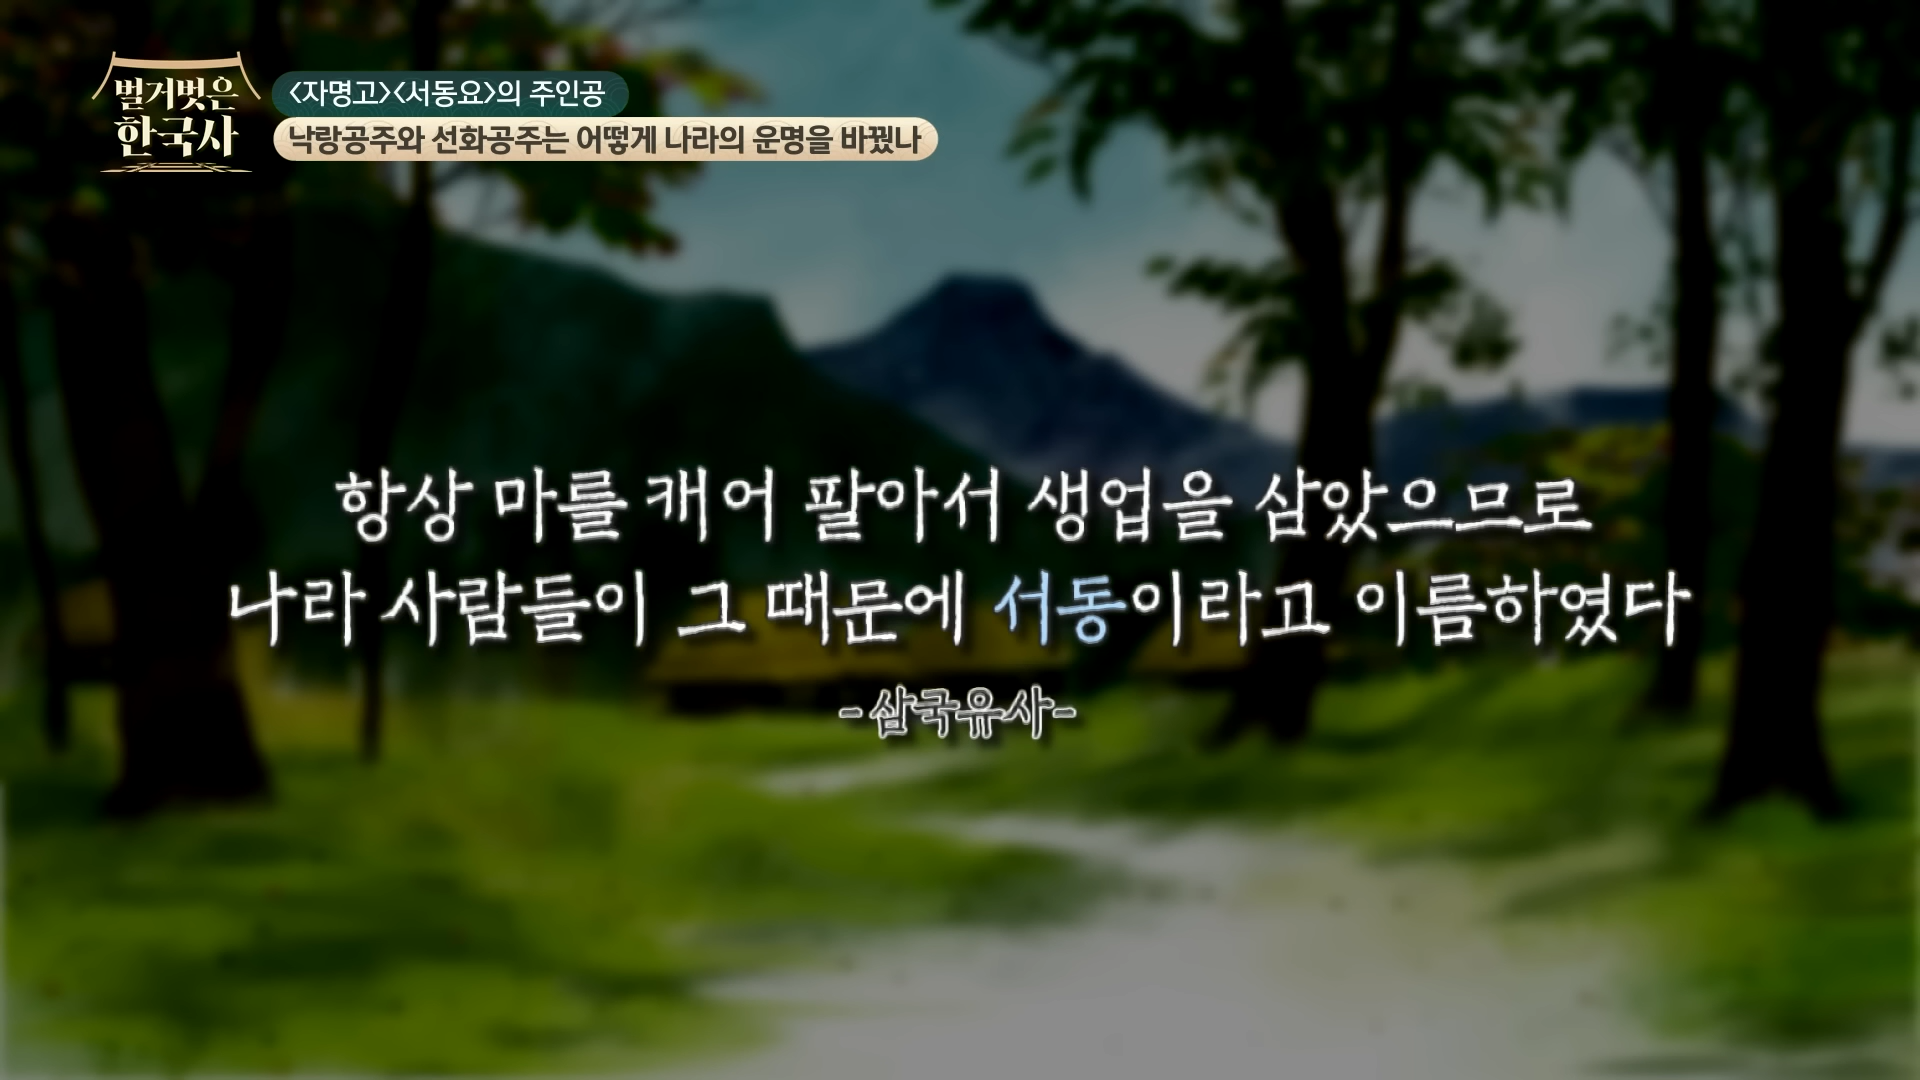 벌거벗은
한국사
<자명고><서동요>의 주인공
낙랑공주와 선화공주는 어떻게 나라의 운명을 바꿨나
항상 마를 캐어 팔아서 생업을 삼았으므로
나라 사람들이 그 때문에 서동이라고 이름하였다
-삼국유사-